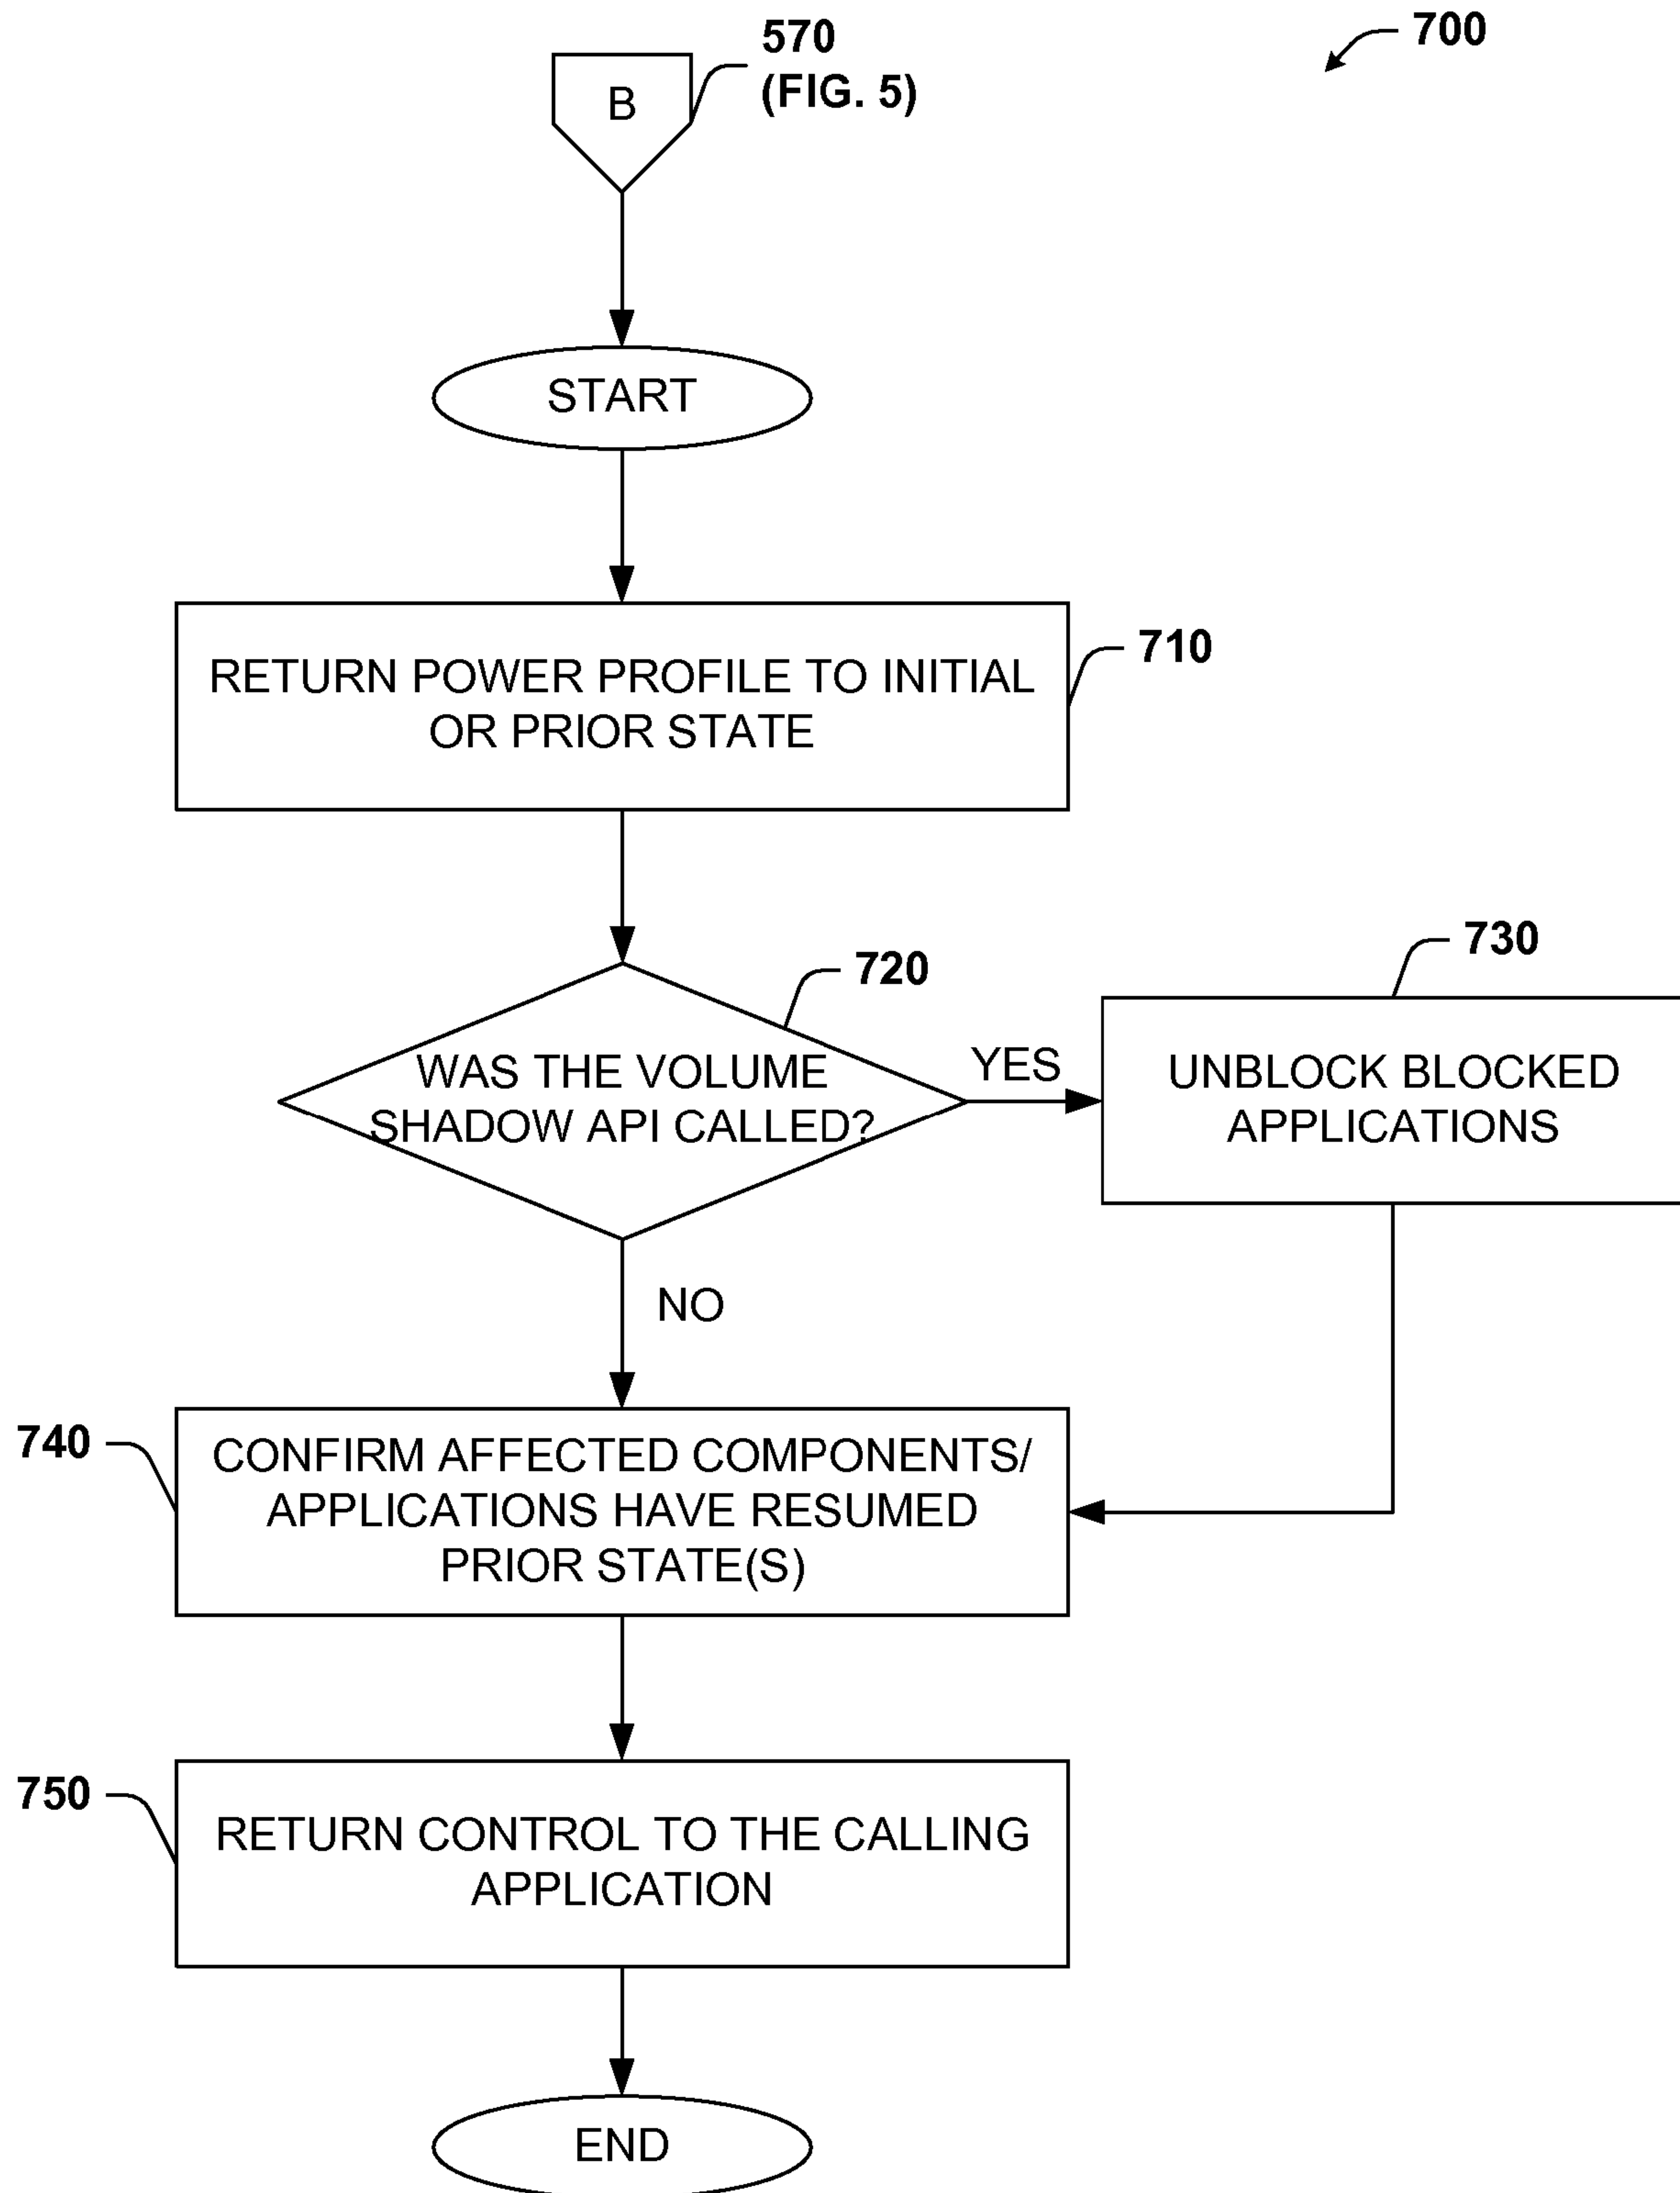 570
(FIG. 5)
700
B
START
RETURN POWER PROFILE TO INITIAL
OR PRIOR STATE
710
720
WAS THE VOLUME
SHADOW API CALLED?
YES
730
UNBLOCK BLOCKED
APPLICATIONS
NO
740
CONFIRM AFFECTED COMPONENTS/
APPLICATIONS HAVE RESUMED
PRIOR STATE(S)
750
RETURN CONTROL TO THE CALLING
APPLICATION
END